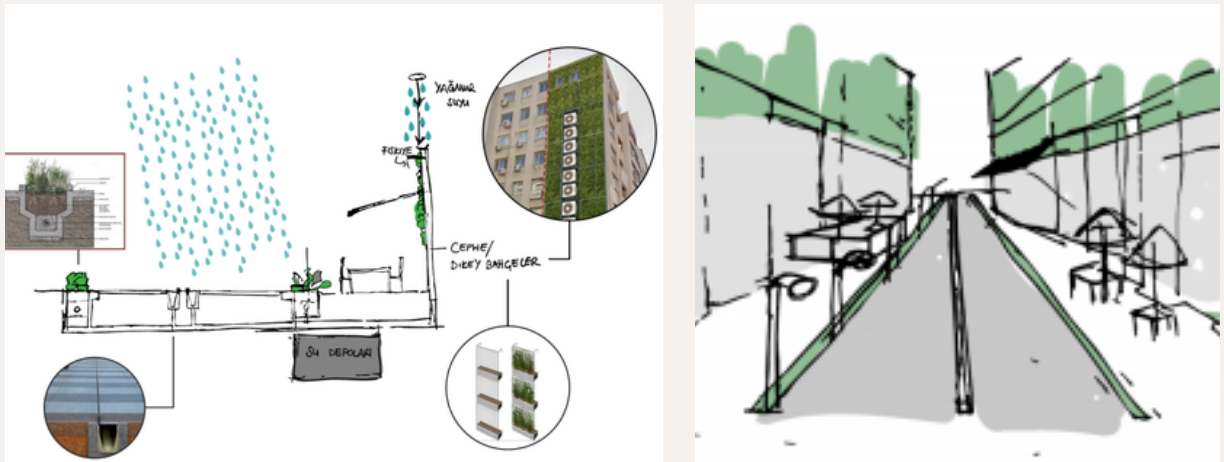 YAĞMUR
SUYU
FISKİYE
CEPHE/
DİKEY BAHÇELER
SU DEPOLARI